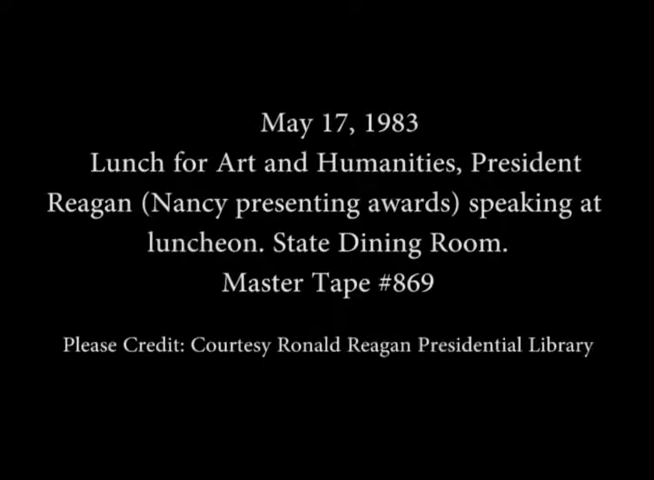 May 17, 1983
Lunch for Art and Humanities, President
Reagan (Nancy presenting awards) speaking at
luncheon. State Dining Room.
Master Tape #869
Please Credit: Courtesy Ronald Reagan Presidential Library